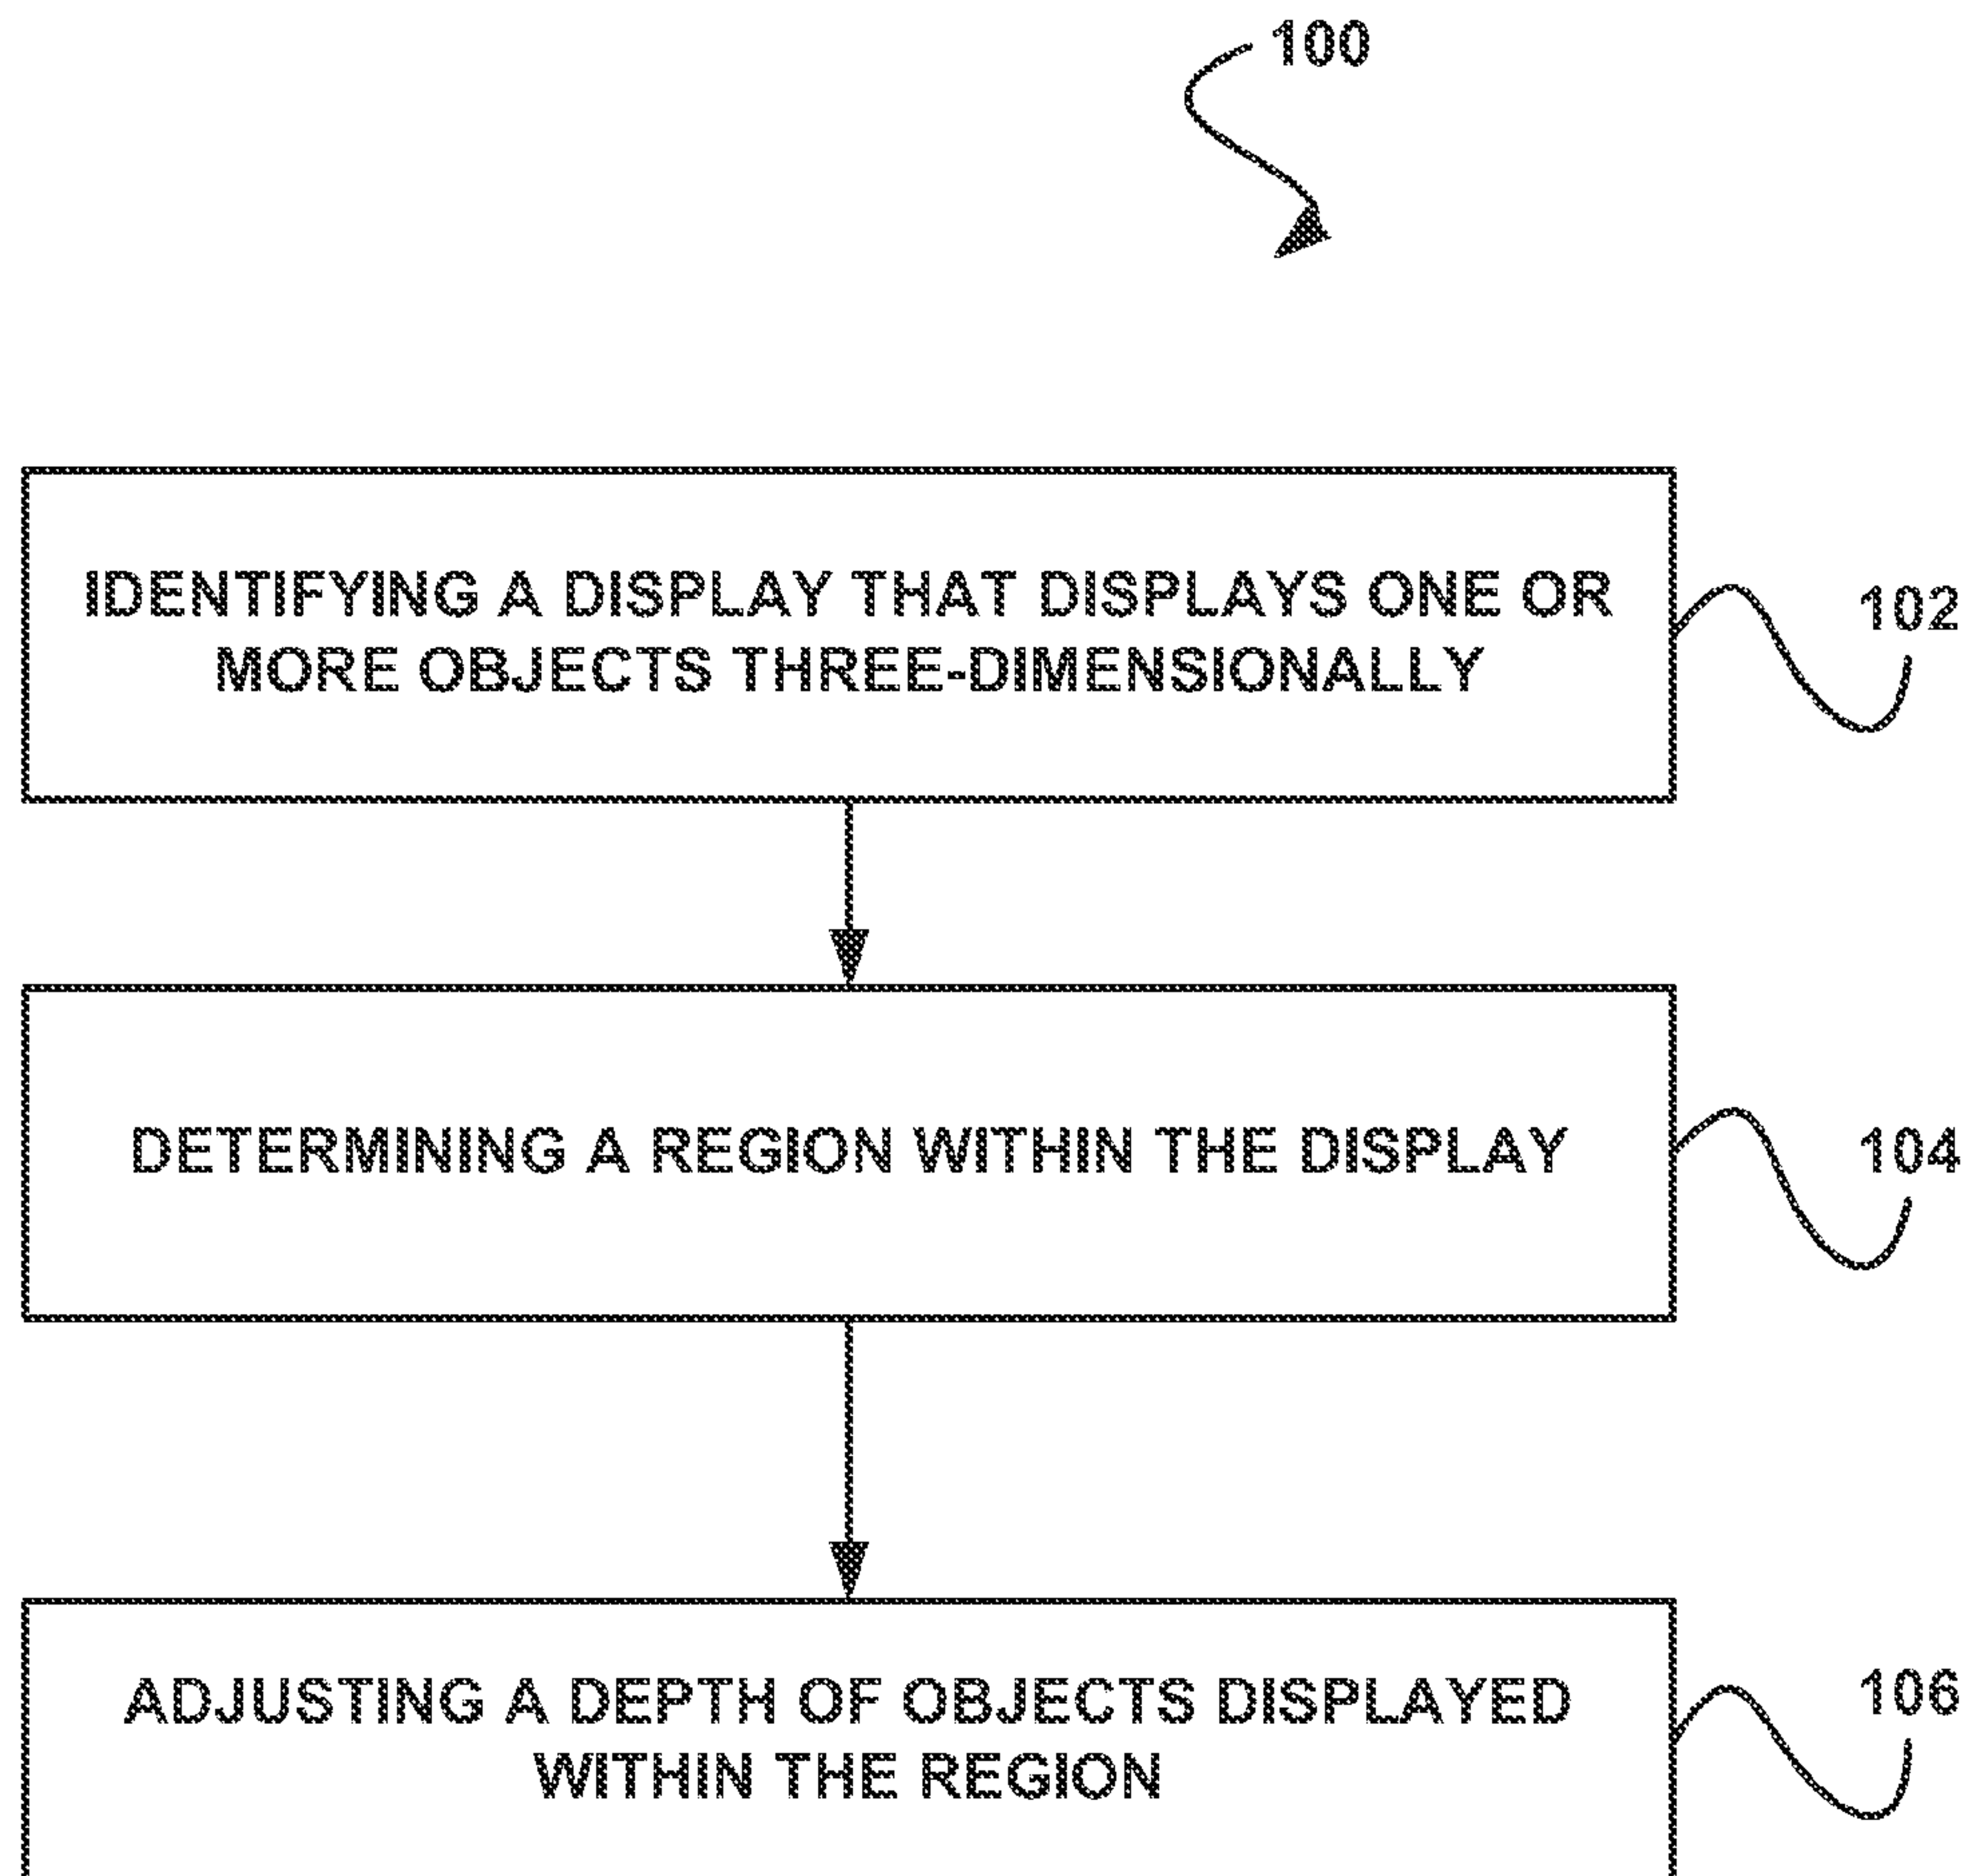 100
IDENTIFYING A DISPLAY THAT DISPLAYS ONE OR
MORE OBJECTS THREE-DIMENSIONALLY
102
DETERMINING A REGION WITHIN THE DISPLAY
104
ADJUSTING A DEPTH OF OBJECTS DISPLAYED
WITHIN THE REGION
106